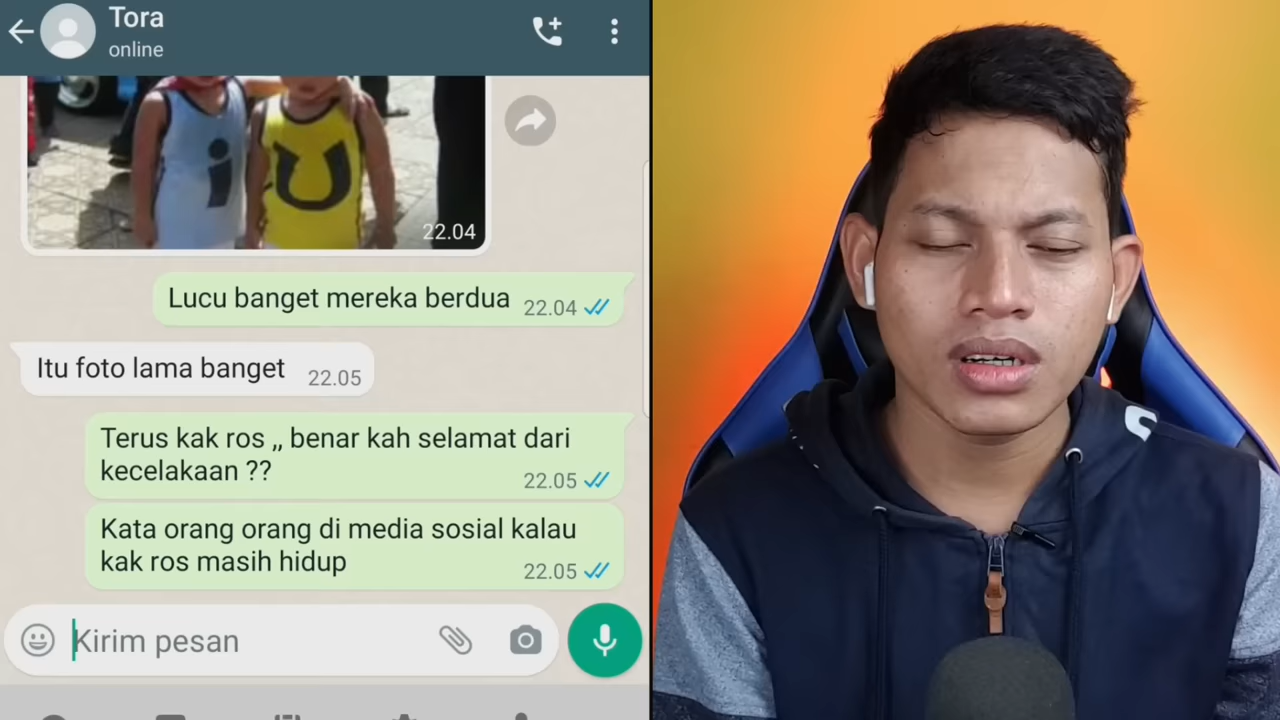 Tora
online
i U
22.04
Lucu banget mereka berdua 22.04
Itu foto lama banget 22.05
Terus kak ros ,, benar kah selamat dari
kecelakaan ?? 22.05
Kata orang orang di media sosial kalau
kak ros masih hidup 22.05
Kirim pesan